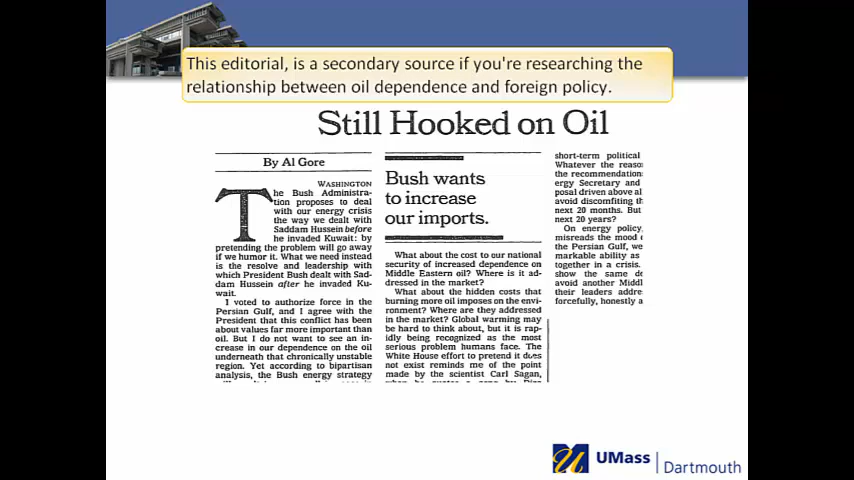 This editorial, is a secondary source if you're researching the
relationship between oil dependence and foreign policy.
Still Hooked on Oil
By Al Gore
WASHINGTON
The Bush Administra-
tion proposes to deal
with our energy crisis
the way we dealt with
Saddam Hussein before
he invaded Kuwait: by
pretending the problem will go away
if we humor it. What we need instead
is the resolve and leadership with
which President Bush dealt with Sad-
dam Hussein after he invaded Ku-
wait.
I voted to authorize force in the
Persian Gulf, and I agree with the
President that this conflict has been
about values far more important than
oil. But I do not want to see an in-
crease in our dependence on the oil
underneath that chronically unstable
region. Yet according to bipartisan
analysis, the Bush energy strategy
Bush wants
to increase
our imports.
What about the cost to our national
security of increased dependence on
Middle Eastern oil? Where is it ad-
dressed in the market?
What about the hidden costs that
burning more oil imposes on the envi-
ronment? Where are they addressed
in the market? Global warming may
be hard to think about, but it is rap-
idly being recognized as the most
serious problem humans face. The
White House effort to pretend it does
not exist reminds me of the point
made by the scientist Carl Sagan,
short-term political
Whatever the reaso
the recommendation
ergy Secretary and
posal driven above al
avoid discomfiting th
next 20 months. But
next 20 years?
On energy policy,
misreads the mood o
the Persian Gulf, we
markable ability as
together in a crisis.
show the same de
avoid another Middl
their leaders addre
forcefully, honestly a
UMass | Dartmouth